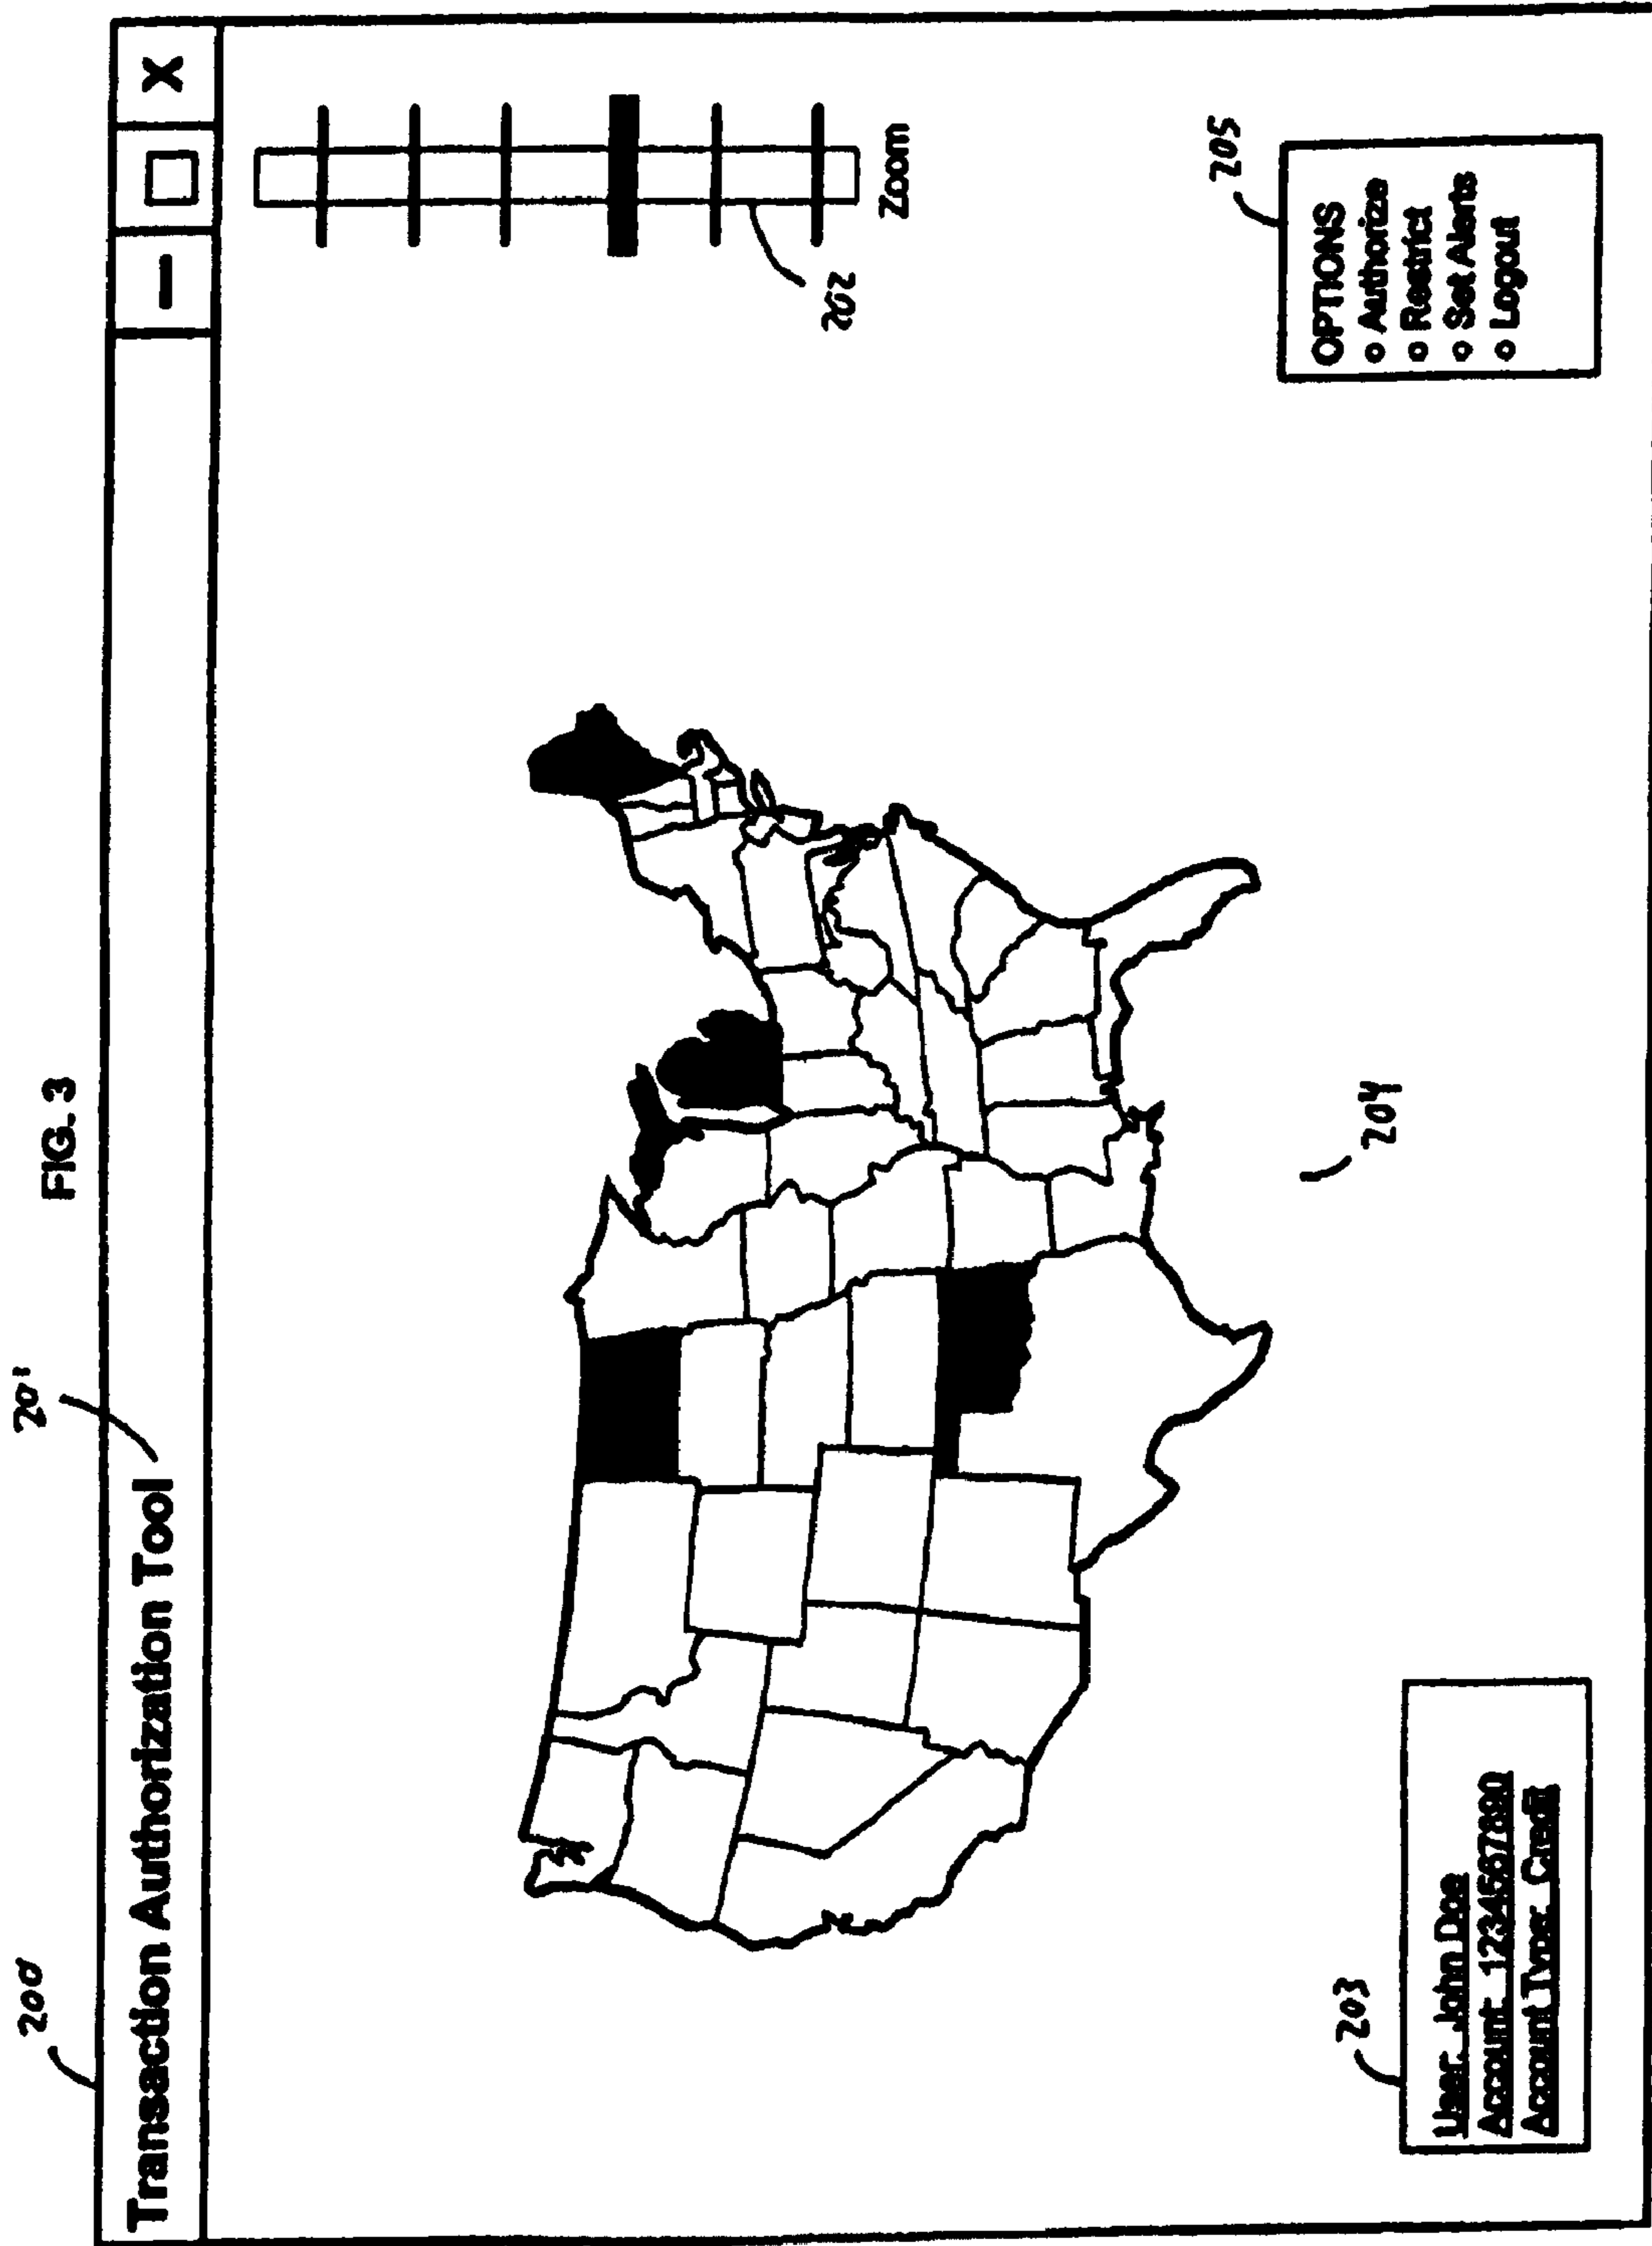 FIG. 3
200
201
Transaction Authorization Tool
X
202
Zoom
203
User: John Doe
Account: 1234567890
Account Type: Credit
204
205
OPTIONS
o Authorize
o Restrict
o Set Alerts
o Logout